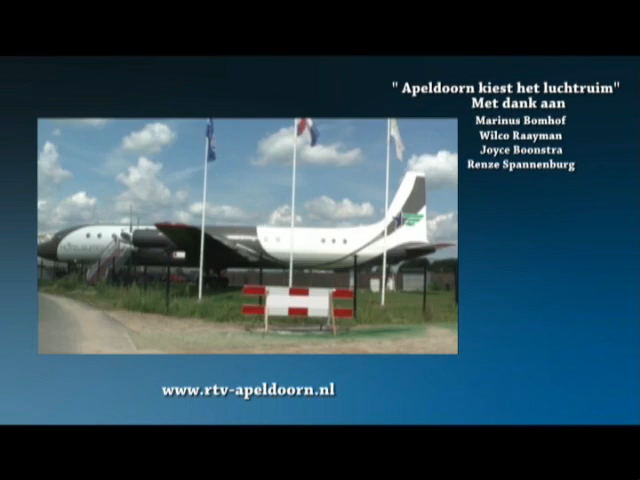 " Apeldoorn kiest het luchtruim"
Met dank aan
Marinus Bomhof
Wilco Raayman
Joyce Boonstra
Renze Spannenburg
www.rtv-apeldoorn.nl